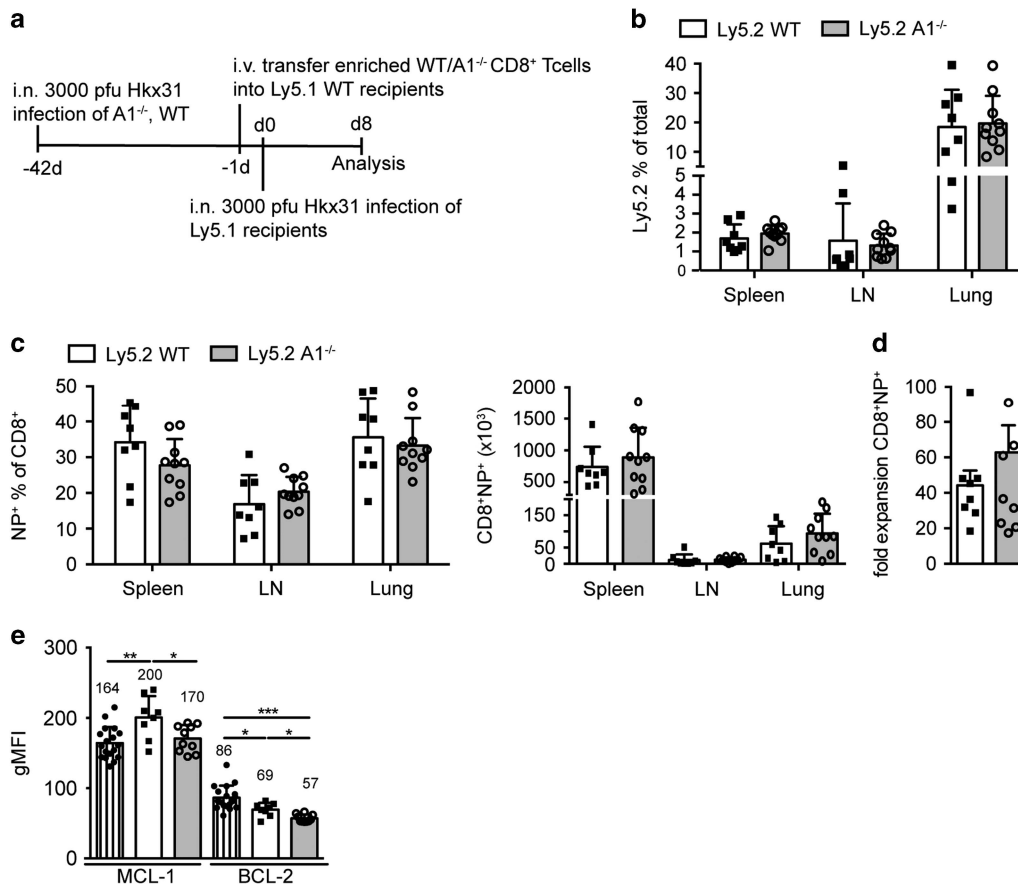 a
i.n. 3000 pfu Hkx31
infection of A1-/-, WT
i.v. transfer enriched WT/A1-/- CD8+ Tcells
into Ly5.1 WT recipients
d0
d8
-42d
-1d
Analysis
i.n. 3000 pfu Hkx31 infection of
Ly5.1 recipients
b
Ly5.2 WT
Ly5.2 A1-/-
Ly5.2 % of total
40
30
20
10
5
4
3
2
1
0
Spleen
LN
Lung
c
Ly5.2 WT
Ly5.2 A1-/-
NP+ % of CD8+
50
40
30
20
10
0
Spleen
LN
Lung
CD8+NP+ (x10³)
2000
1500
1000
500
150
50
0
Spleen
LN
Lung
d
fold expansion CD8+NP+
100
80
60
40
20
0
e
gMFI
300
200
100
0
** *
164
200
170
***
* *
86
69
57
MCL-1
BCL-2